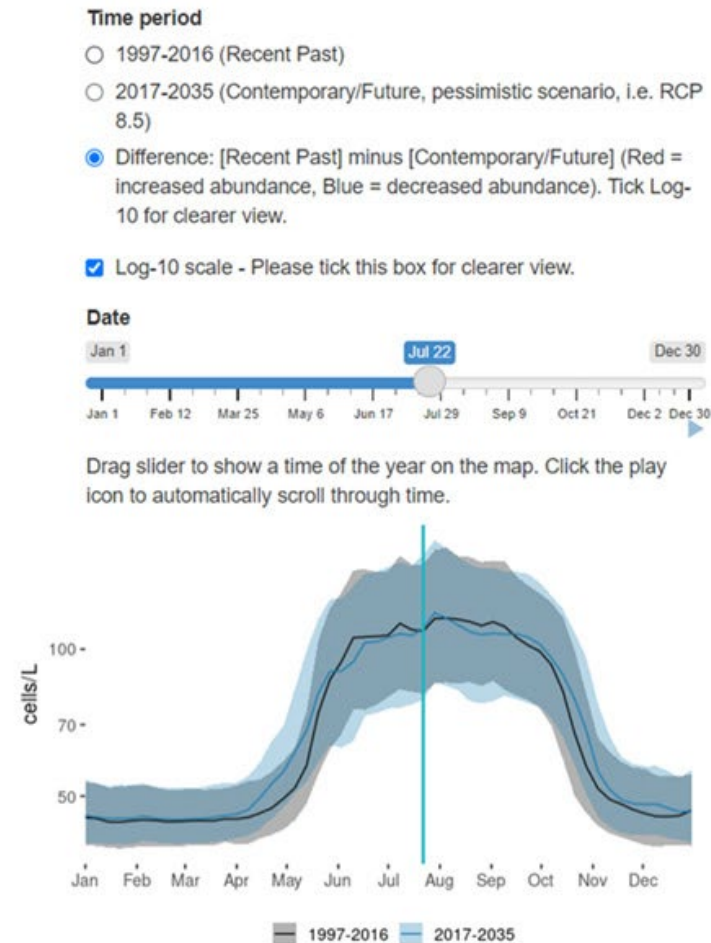 Time period
1997-2016 (Recent Past)
2017-2035 (Contemporary/Future, pessimistic scenario, i.e. RCP
8.5)
Difference: [Recent Past] minus [Contemporary/Future] (Red =
increased abundance, Blue = decreased abundance). Tick Log-
10 for clearer view.
Log-10 scale - Please tick this box for clearer view.
Date
Jan 1 Jul 22 Dec 30
Jan 1 Feb 12 Mar 25 May 6 Jun 17 Jul 29 Sep 9 Oct 21 Dec 2 Dec 30
Drag slider to show a time of the year on the map. Click the play
icon to automatically scroll through time.
cells/L
100
70
50
Jan Feb Mar Apr May Jun Jul Aug Sep Oct Nov Dec
1997-2016 2017-2035